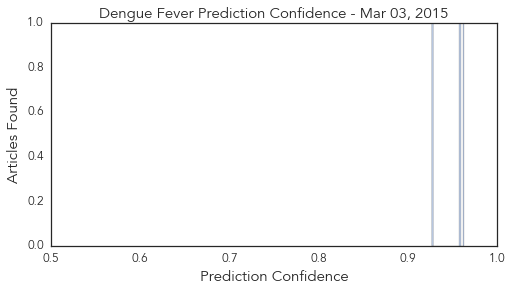 Dengue Fever Prediction Confidence - Mar 03, 2015
Articles Found
1.0
0.8
0.6
0.4
0.2
0.0
0.5 0.6 0.7 0.8 0.9 1.0
Prediction Confidence